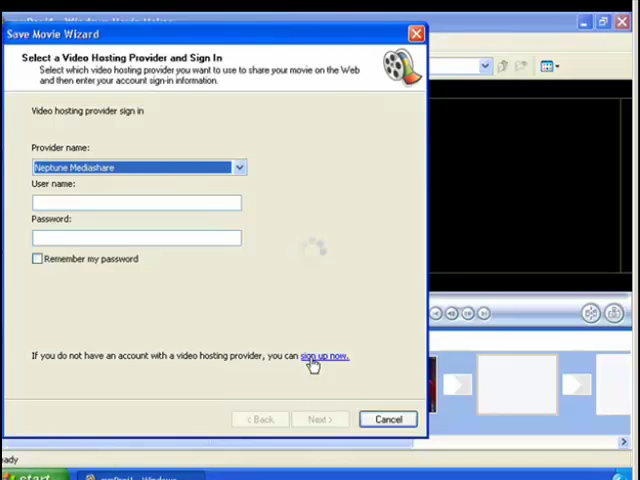 Save Movie Wizard
Select a Video Hosting Provider and Sign In
Select which video hosting provider you want to use to share your movie on the Web
and then enter your account sign-in information.
Video hosting provider sign in
Provider name:
Neptune Mediashare
User name:
Password:
Remember my password
If you do not have an account with a video hosting provider, you can sign up now.
< Back
Next >
Cancel
eady
start